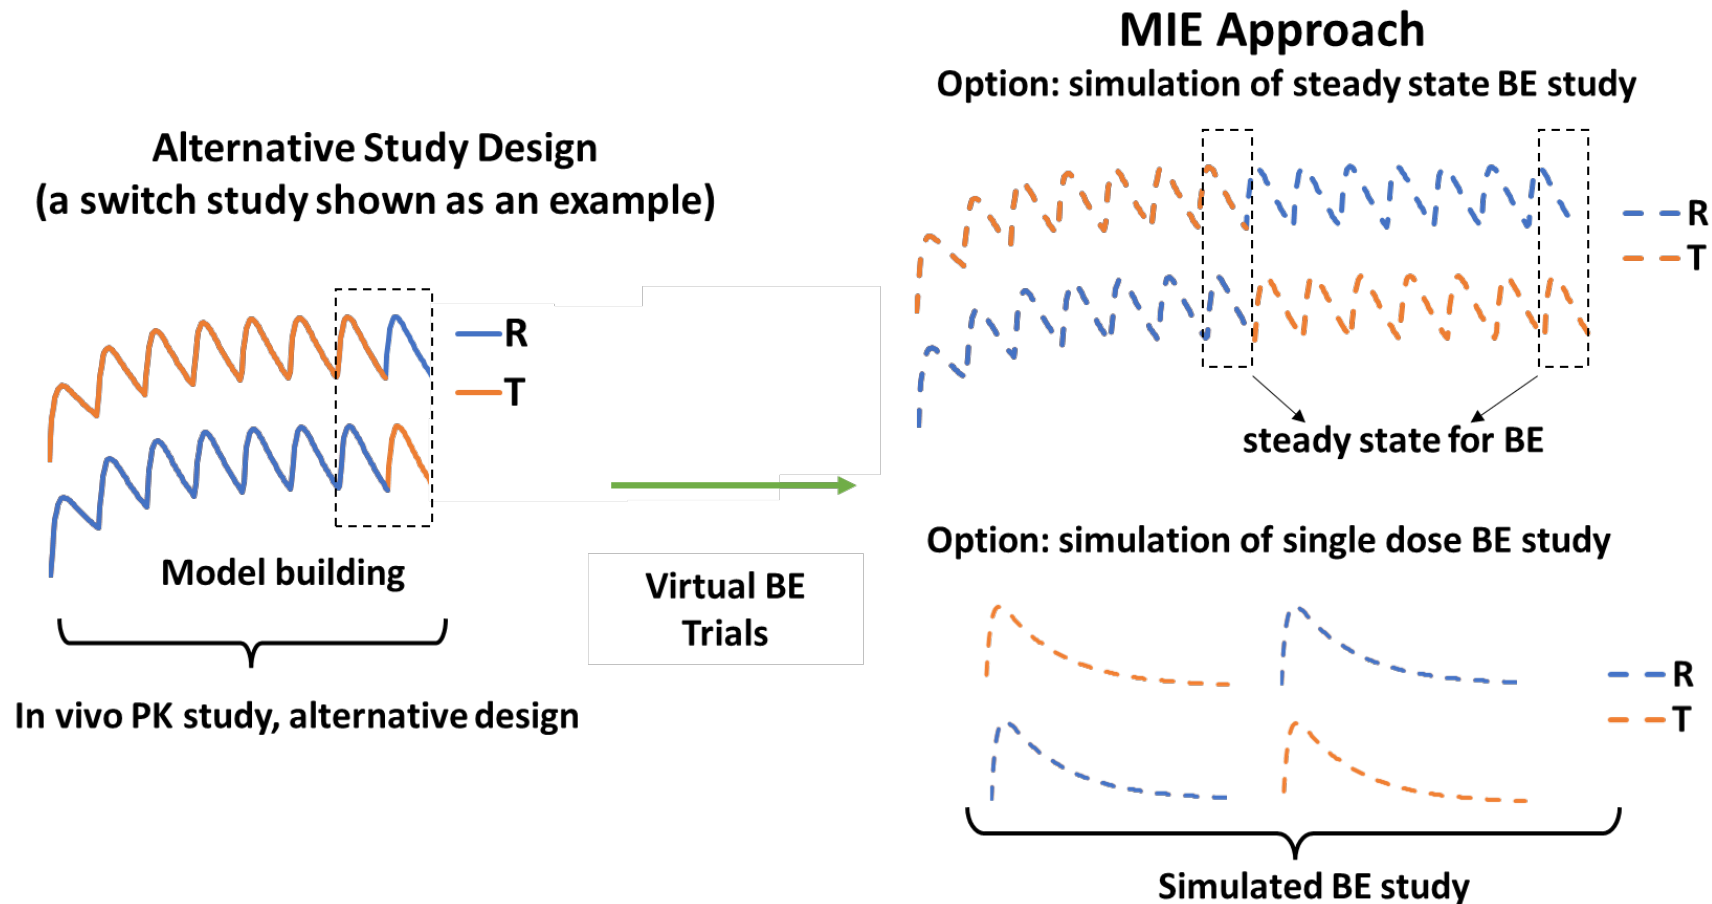 Alternative Study Design
(a switch study shown as an example)
R
T
Model building
In vivo PK study, alternative design
Virtual BE
Trials
MIE Approach
Option: simulation of steady state BE study
R
T
steady state for BE
Option: simulation of single dose BE study
R
T
Simulated BE study